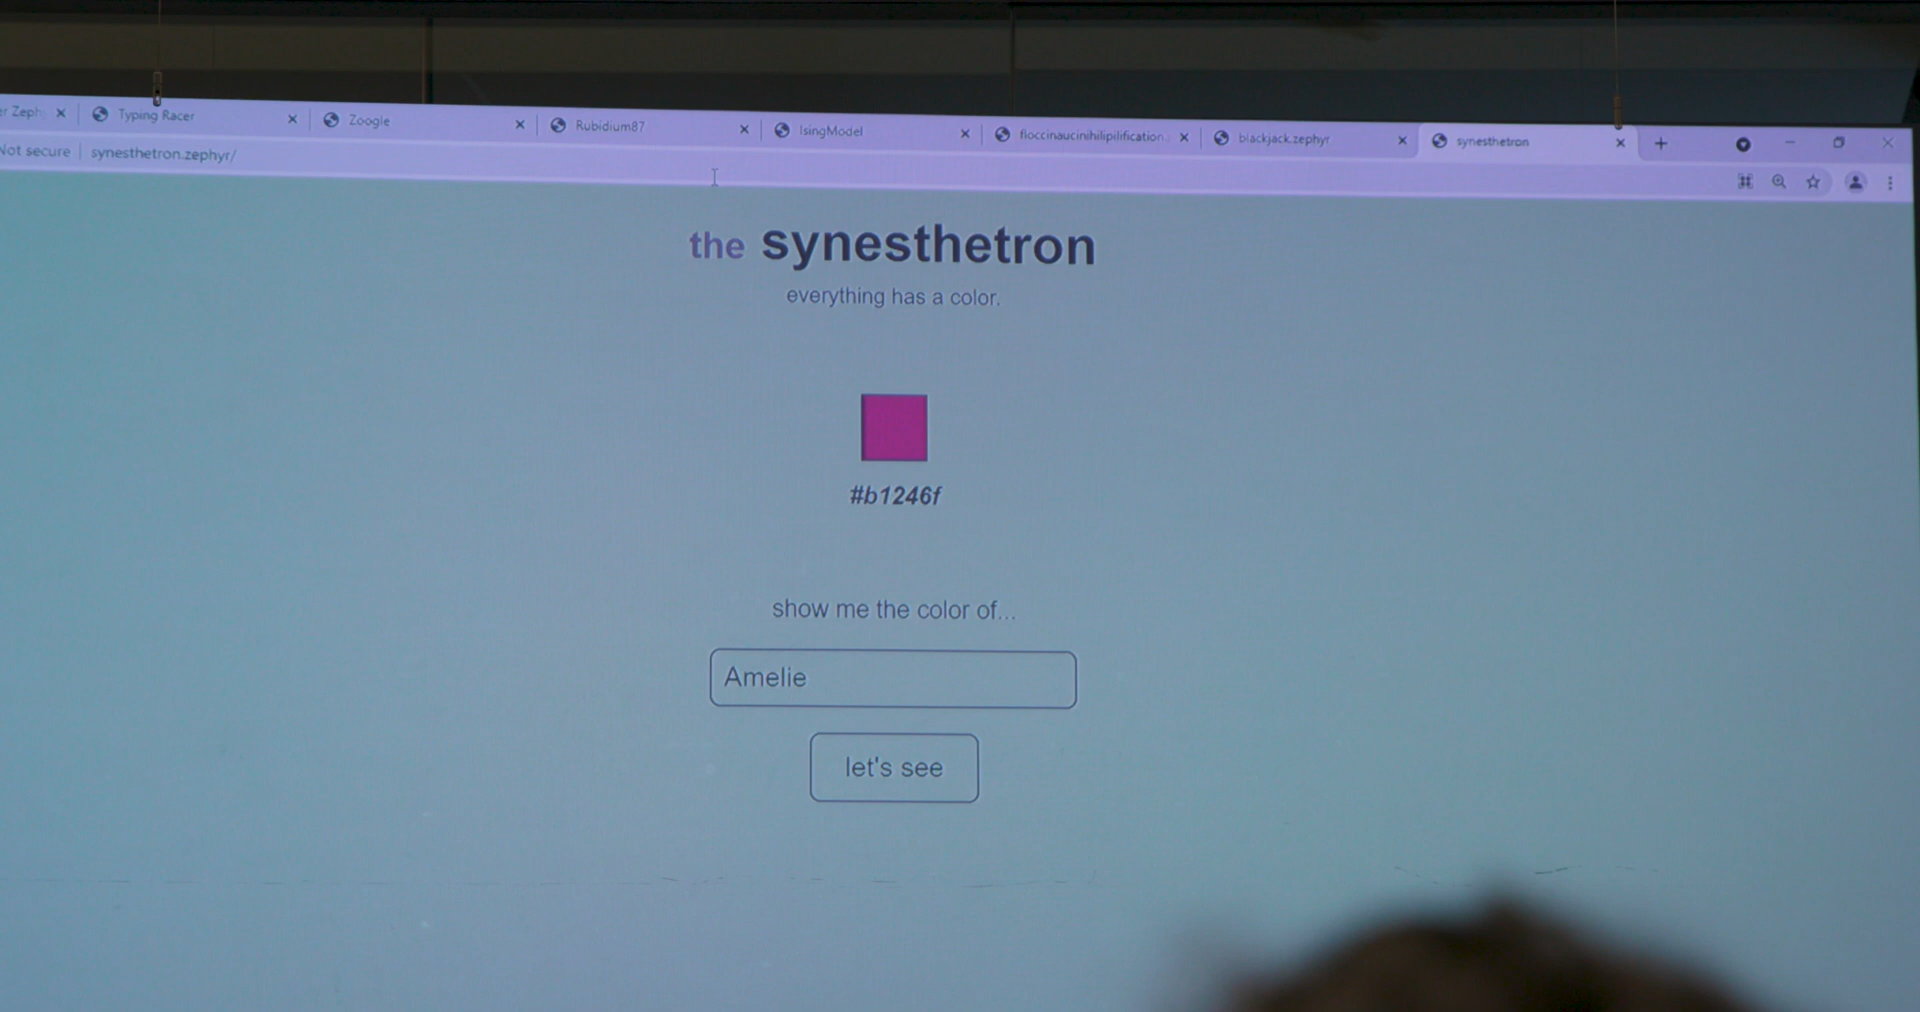 er Zeph
Typing Racer
Zoogle
Rubidium87
IsingModel
floccinaucinihilipilification
blackjack.zephyr
synesthetron
Not secure
synesthetron.zephyr/
the synesthetron
everything has a color.
#b1246f
show me the color of...
Amelie
let's see